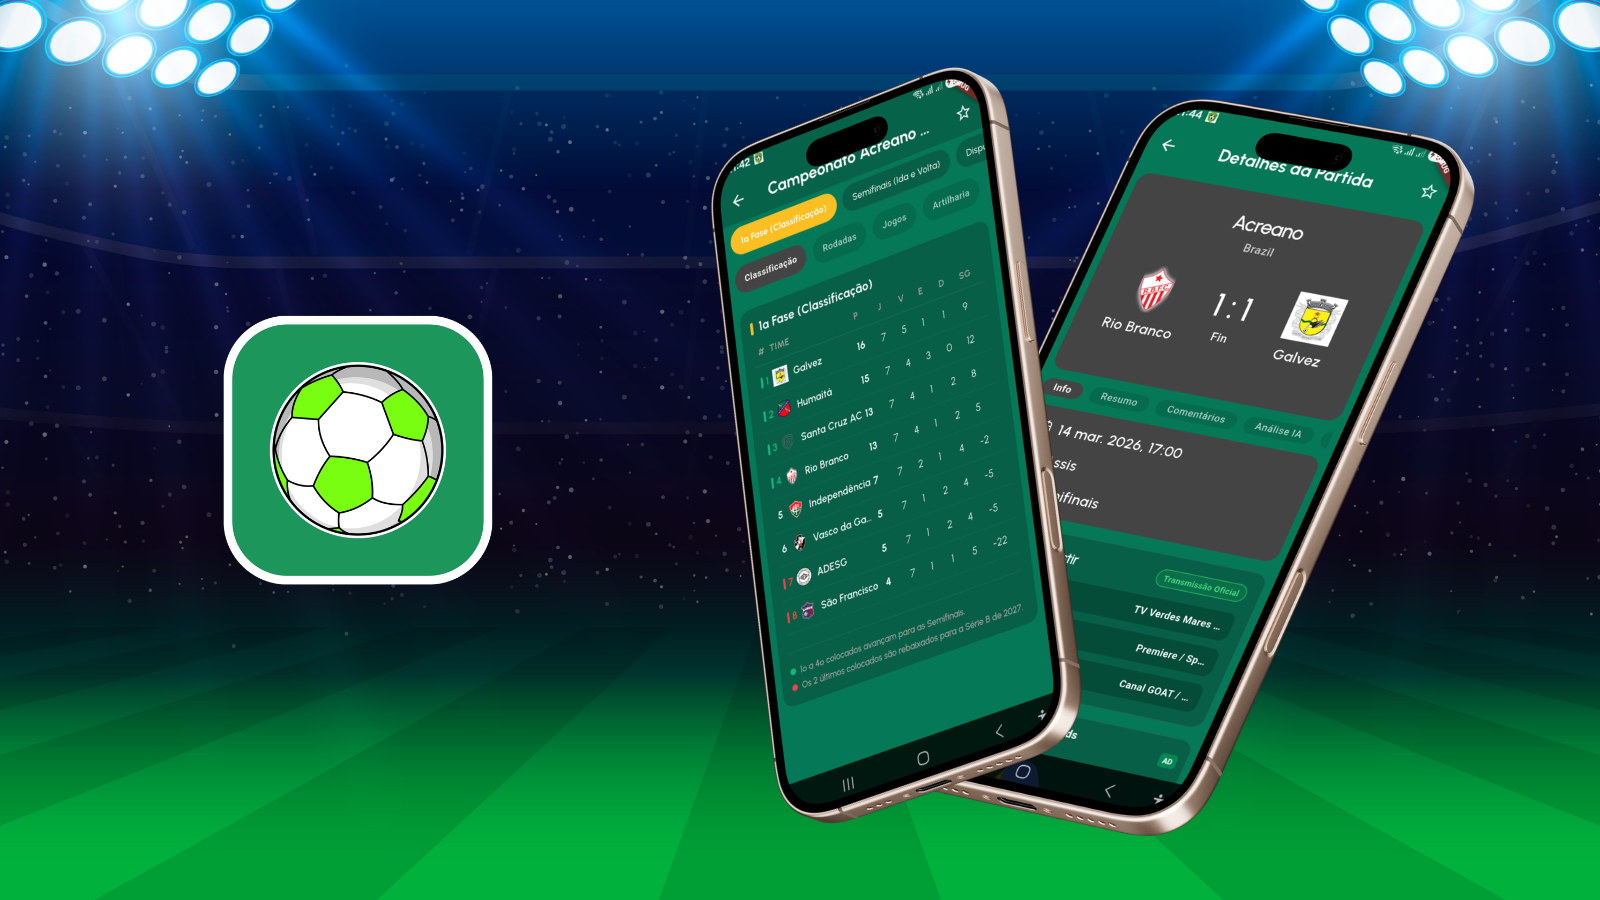 :42
Campeonato Acreano ...
1a Fase (Classificação)
Semifinais (Ida e Volta)
Classificação
Rodadas
Jogos
Artilharia
1a Fase (Classificação)
# TIME P J V E D SG
1 Galvez 16 7 5 1 1 9
2 Humaitá 15 7 4 3 0 12
3 Santa Cruz AC 13 7 4 1 2 8
4 Rio Branco 13 7 4 1 2 5
5 Independência 7 7 2 1 4 -2
6 Vasco da Ga... 5 7 1 2 4 -5
7 ADESG 5 7 1 2 4 -5
8 São Francisco 4 7 1 1 5 -22
1o a 4o colocados avançam para as Semifinais.
Os 2 últimos colocados são rebaixados para a Série B de 2027.
:44
Detalhes da Partida
Acreano
Brazil
Rio Branco
1:1
Fin
Galvez
Info
Resumo
Comentários
Análise IA
14 mar. 2026, 17:00
ssis
nifinais
tir
Transmissão Oficial
TV Verdes Mares ...
Premiere / Sp...
Canal GOAT / ...
ds
AD